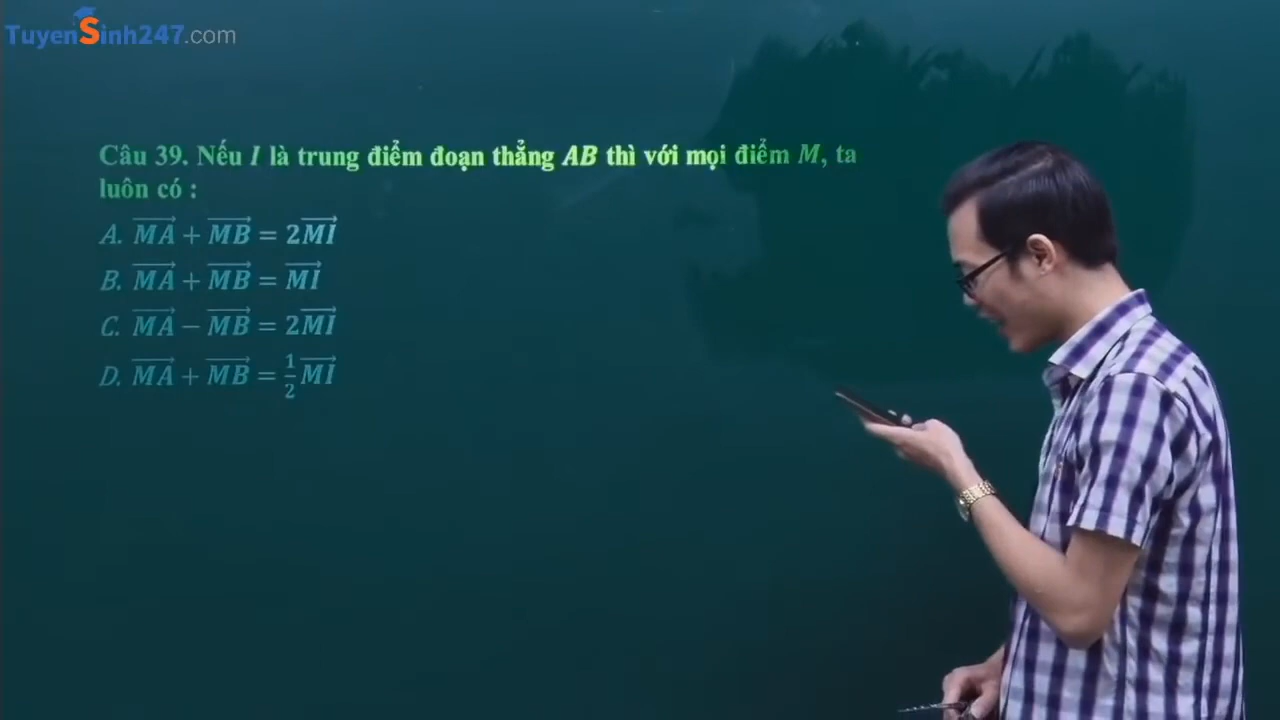 TuyenSinh247.com
Câu 39. Nếu I là trung điểm đoạn thẳng AB thì với mọi điểm M, ta
luôn có :
A. $\overrightarrow{MA} + \overrightarrow{MB} = 2\overrightarrow{MI}$
B. $\overrightarrow{MA} + \overrightarrow{MB} = \overrightarrow{MI}$
C. $\overrightarrow{MA} - \overrightarrow{MB} = 2\overrightarrow{MI}$
D. $\overrightarrow{MA} + \overrightarrow{MB} = \frac{1}{2}\overrightarrow{MI}$